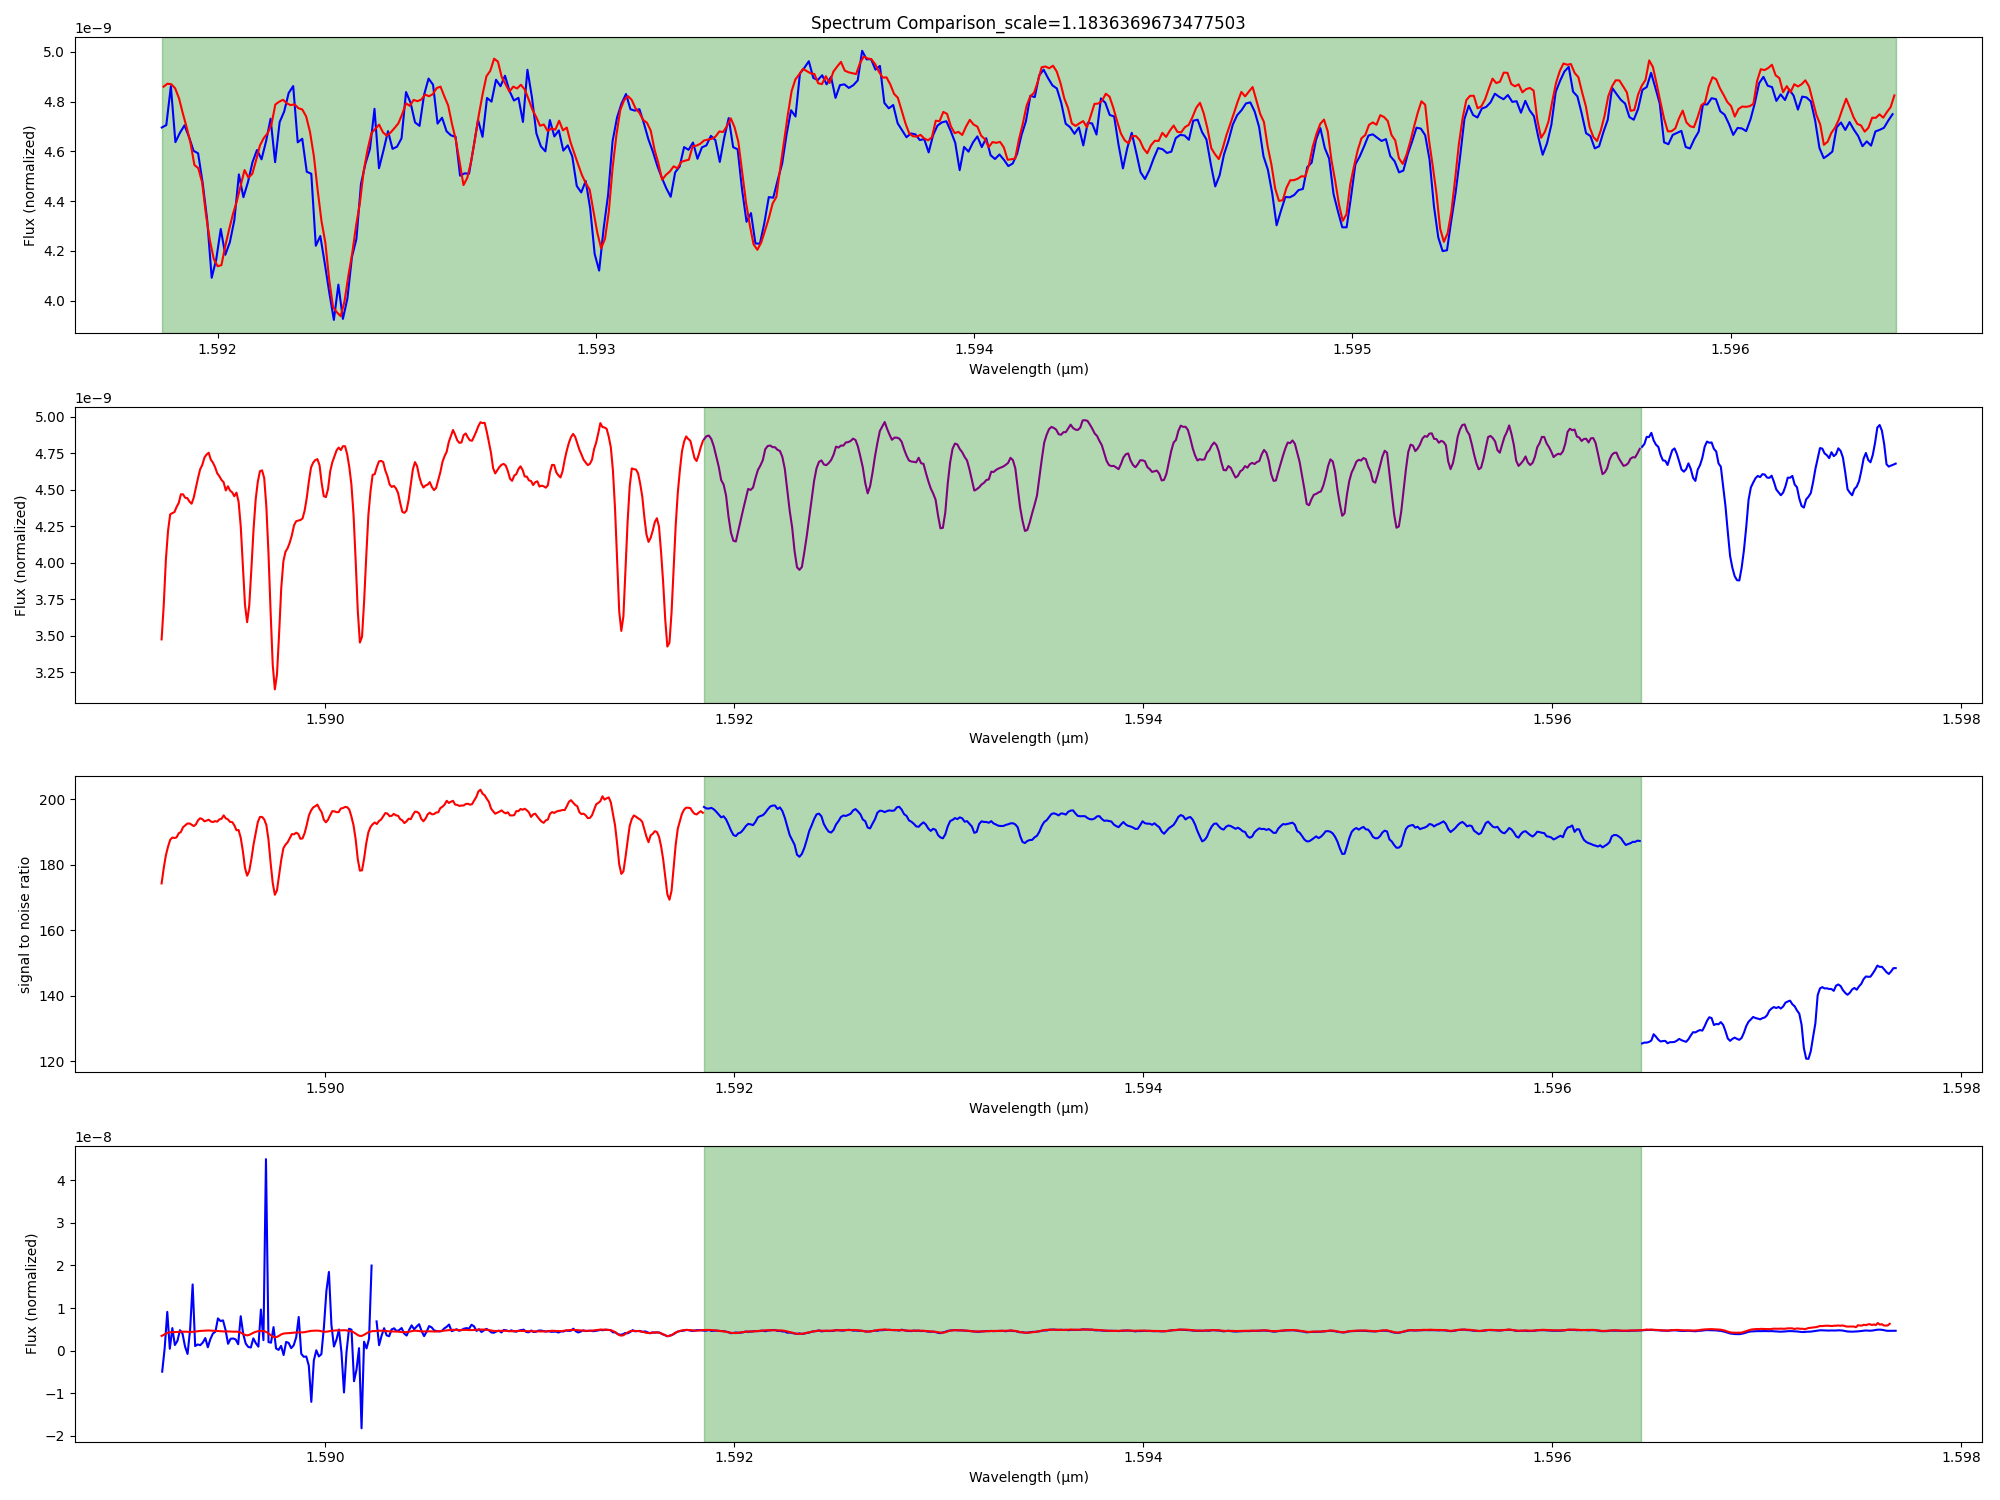 Spectrum Comparison_scale=1.1836369673477503
1e−9
5.0
4.8
4.6
4.4
4.2
4.0
Flux (normalized)
1.592 1.593 1.594 1.595 1.596
Wavelength (μm)
1e−9
5.00
4.75
4.50
4.25
4.00
3.75
3.50
3.25
Flux (normalized)
1.590 1.592 1.594 1.596 1.598
Wavelength (μm)
200
180
160
140
120
signal to noise ratio
1.590 1.592 1.594 1.596 1.598
Wavelength (μm)
1e−8
4
3
2
1
0
−1
−2
Flux (normalized)
1.590 1.592 1.594 1.596 1.598
Wavelength (μm)